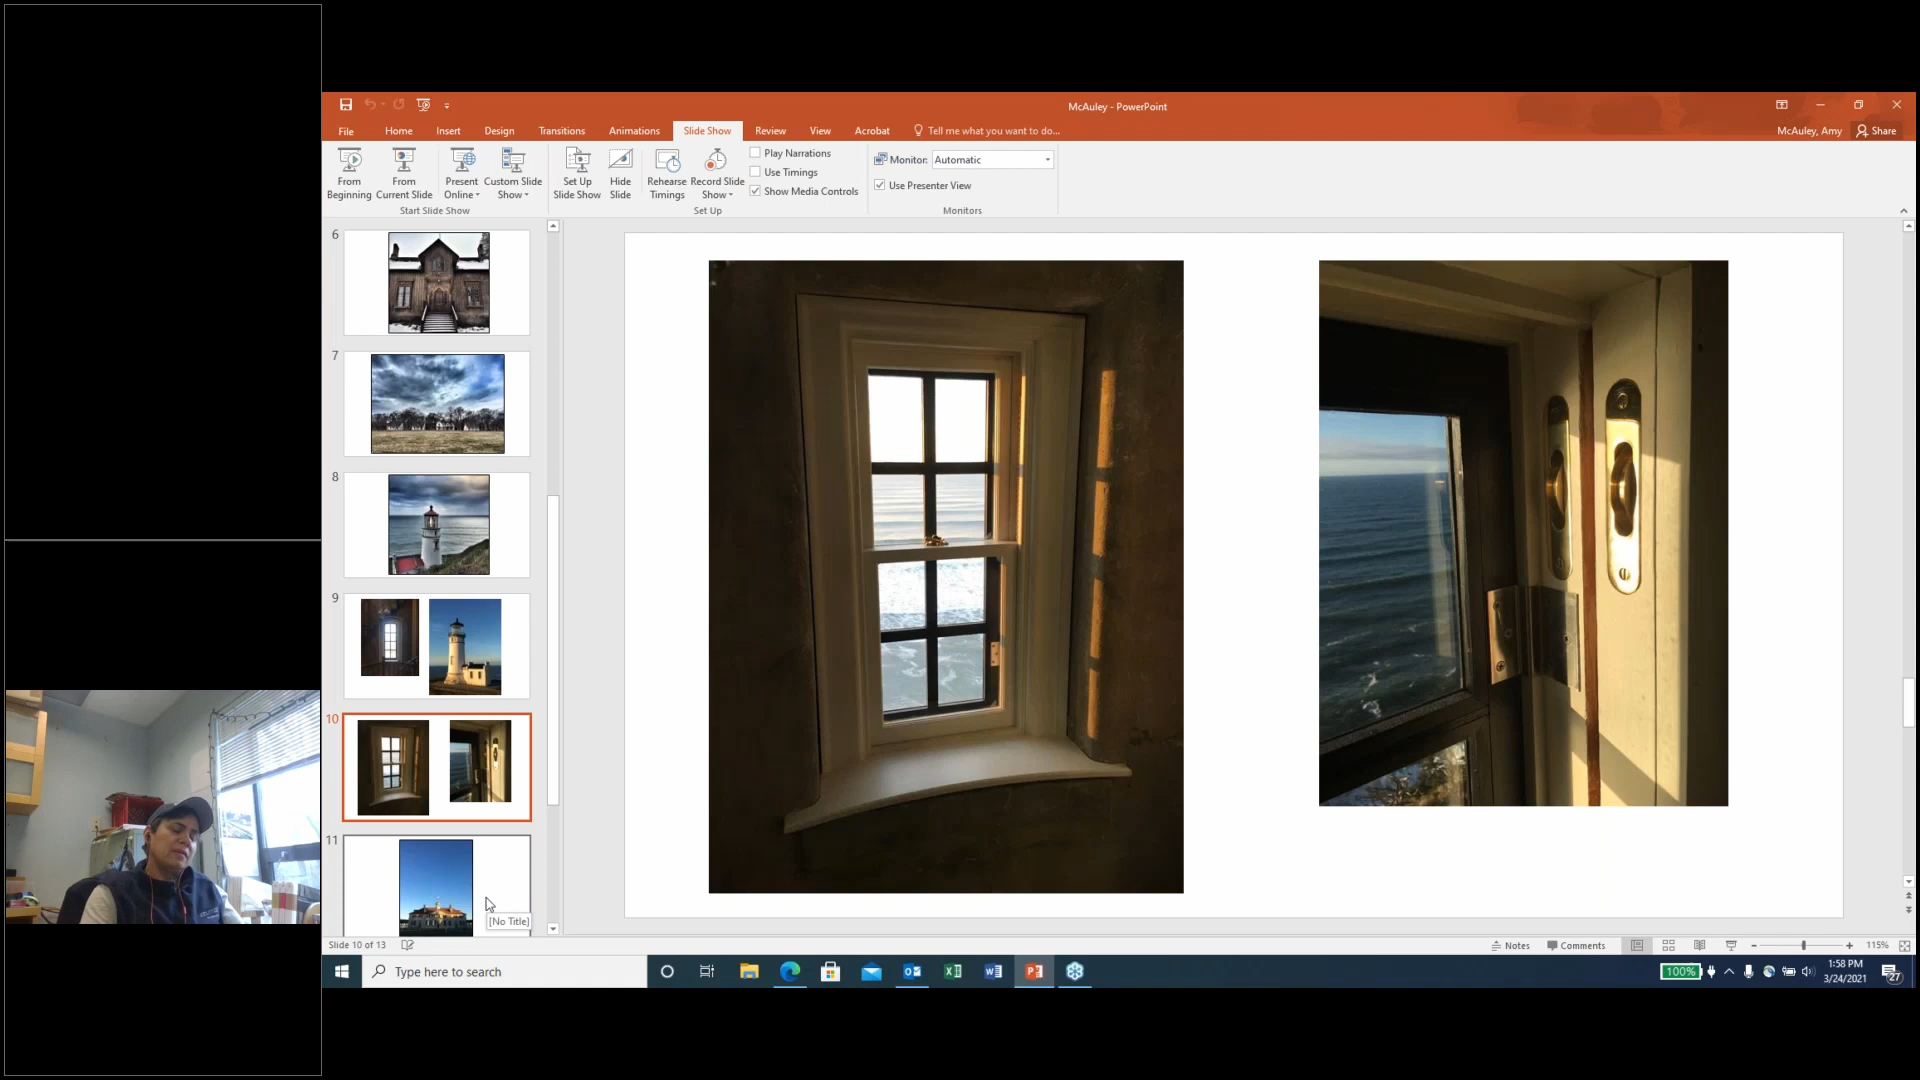 McAuley - PowerPoint
File Home Insert Design Transitions Animations Slide Show Review View Acrobat Tell me what you want to do... McAuley, Amy Share
From Beginning
From Current Slide
Present Online
Custom Slide Show
Start Slide Show
Set Up Slide Show
Hide Slide
Rehearse Timings
Record Slide Show
Play Narrations
Use Timings
Show Media Controls
Set Up
Monitor: Automatic
Use Presenter View
Monitors
6
7
8
9
10
11
[No Title]
Slide 10 of 13 Notes Comments 115%
Type here to search
100%
1:58 PM
3/24/2021
27